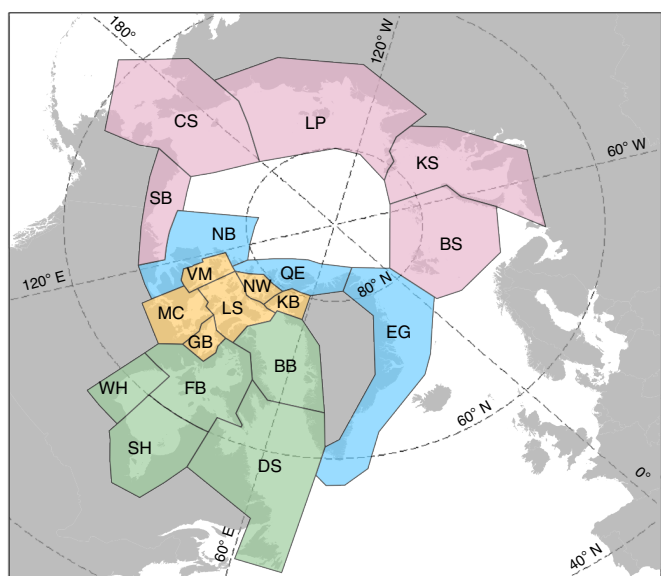 180°
120° W
CS
LP
60° W
KS
SB
NB
BS
120° E
VM
NW
QE
80° N
KB
MC
LS
EG
GB
BB
WH
FB
60° N
SH
DS
0°
60° E
40° N